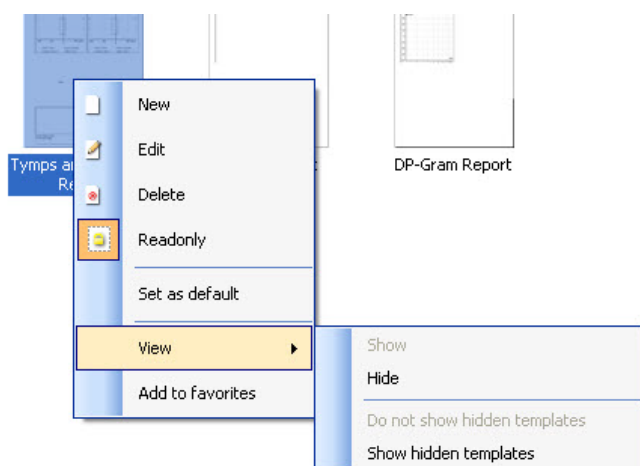 New
Edit
Tymps a
Re
DP-Gram Report
Delete
Readonly
Set as default
View
Show
Hide
Add to favorites
Do not show hidden templates
Show hidden templates